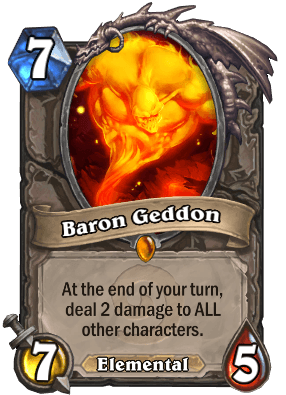 7
Baron Geddon
At the end of your turn,
deal 2 damage to ALL
other characters.
7
Elemental
5